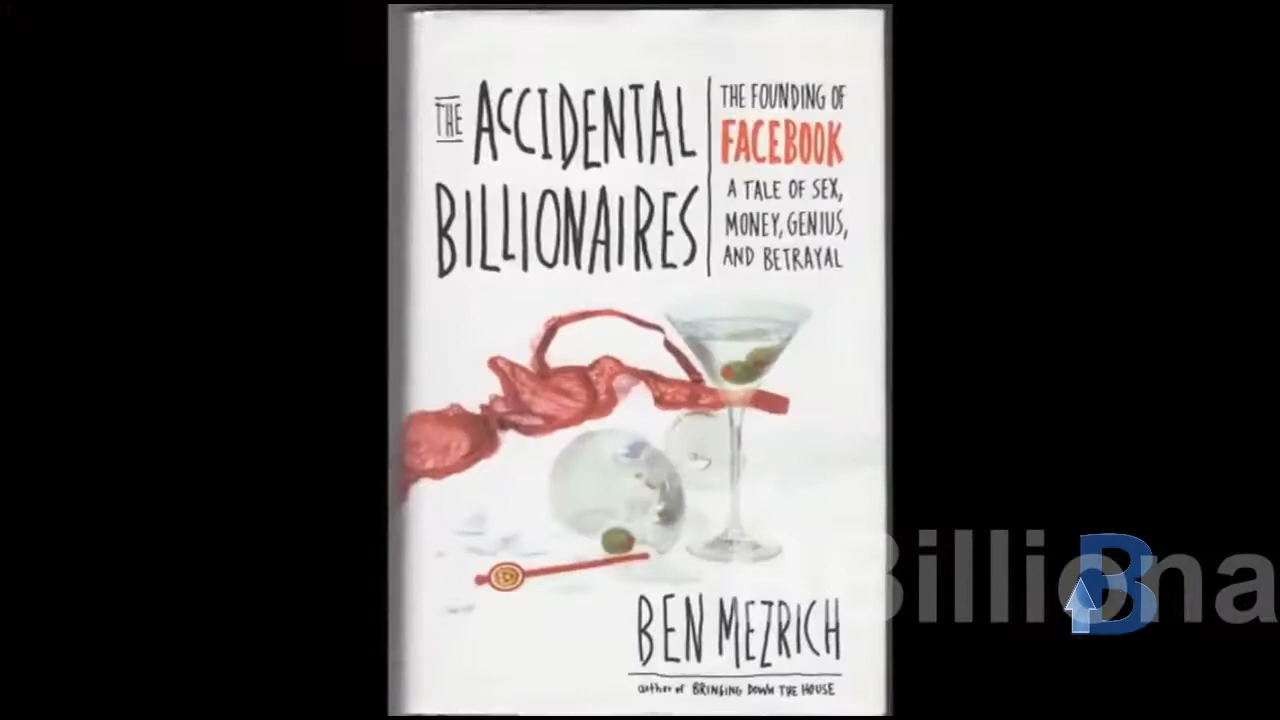 THE ACCIDENTAL
BILLIONAIRES
THE FOUNDING OF
FACEBOOK
A TALE OF SEX,
MONEY, GENIUS,
AND BETRAYAL
Billiona
B
BEN MEZRICH
author of BRINGING DOWN THE HOUSE